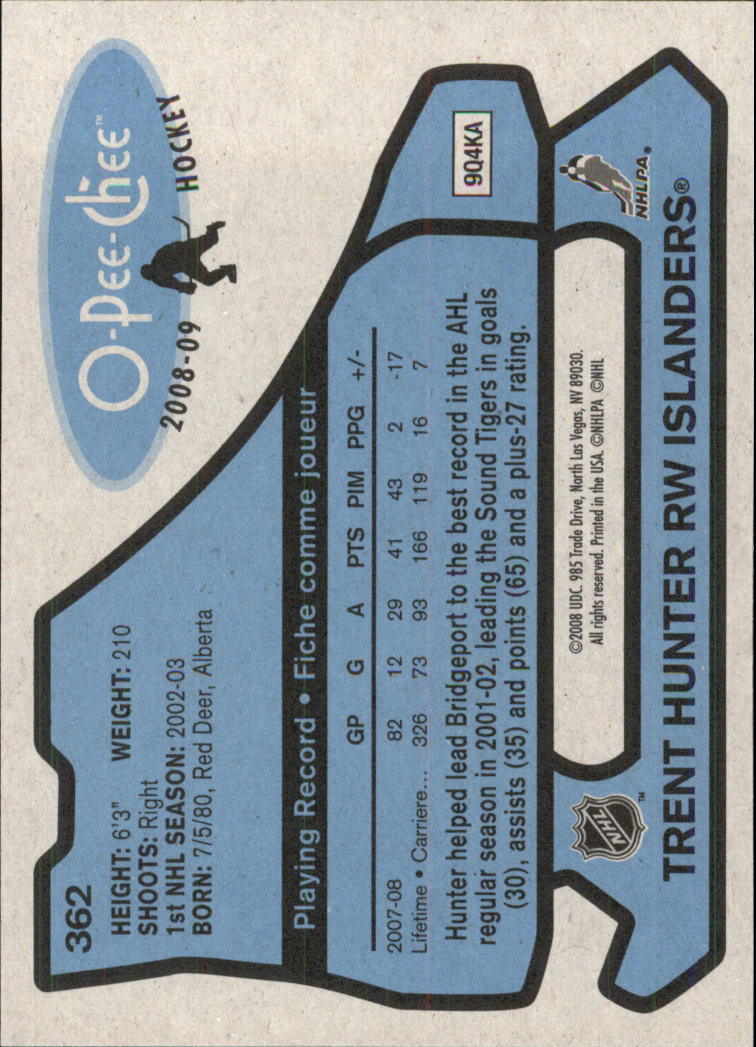 362
HEIGHT: 6'3" WEIGHT: 210
SHOOTS: Right
1st NHL SEASON: 2002-03
BORN: 7/5/80, Red Deer, Alberta
O-Pee-Chee™
2008-09 HOCKEY
Playing Record • Fiche comme joueur
GP G A PTS PIM PPG +/-
2007-08 82 12 29 41 43 2 -17
Lifetime • Carriere... 326 73 93 166 119 16 7
Hunter helped lead Bridgeport to the best record in the AHL
regular season in 2001-02, leading the Sound Tigers in goals
(30), assists (35) and points (65) and a plus-27 rating.
9Q4KA
©2008 UDC. 985 Trade Drive, North Las Vegas, NV 89030.
All rights reserved. Printed in the USA. ©NHLPA ©NHL
NHL™
NHLPA®
TRENT HUNTER RW ISLANDERS®